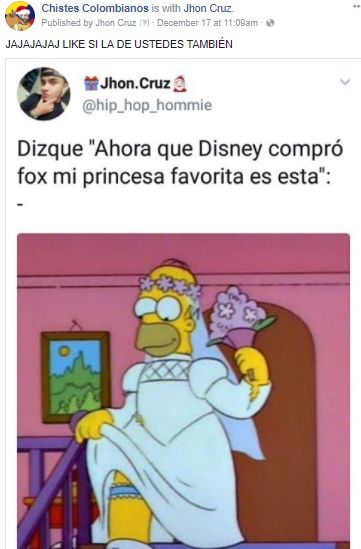 Chistes Colombianos is with Jhon Cruz.
Published by Jhon Cruz [?] · December 17 at 11:09am ·
JAJAJAJAJ LIKE SI LA DE USTEDES TAMBIÉN
Jhon.Cruz
@hip_hop_hommie
Dizque "Ahora que Disney compró
fox mi princesa favorita es esta":
-